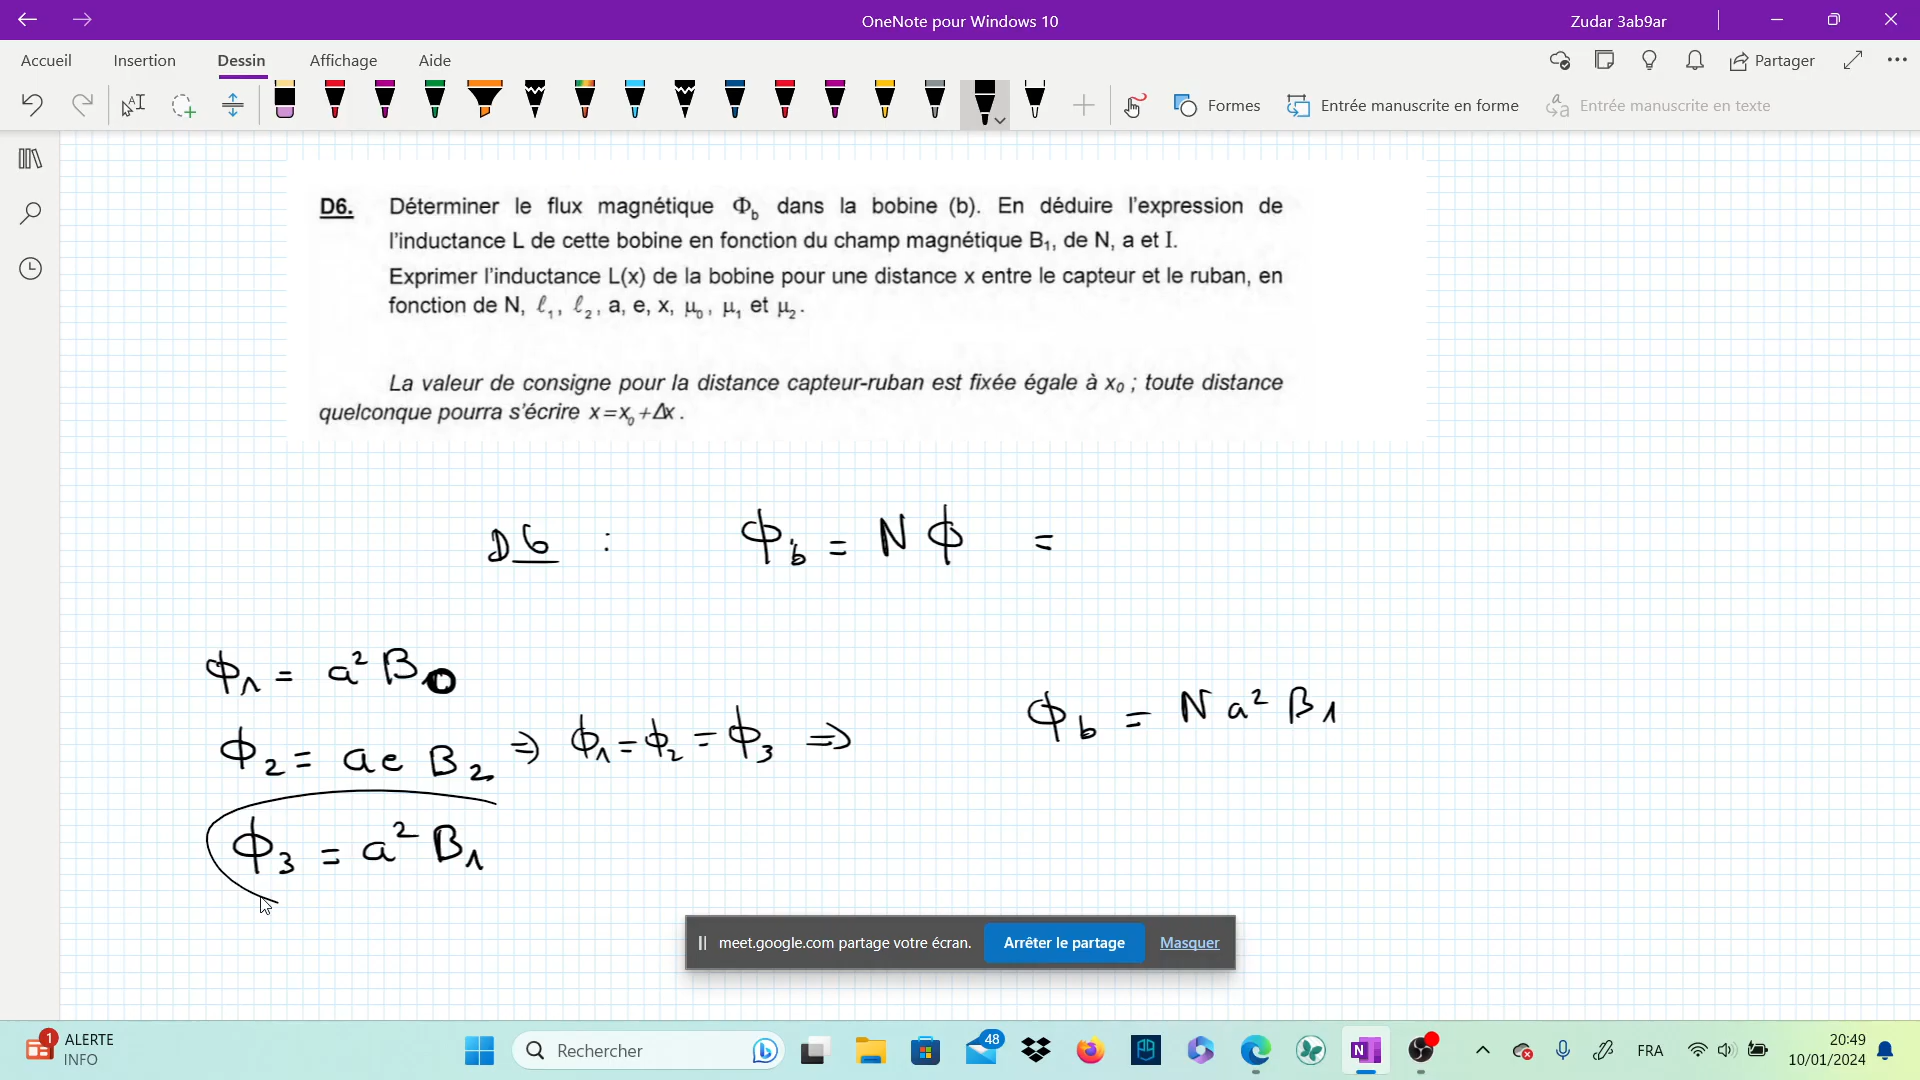 OneNote pour Windows 10
Zudar 3ab9ar
Accueil Insertion Dessin Affichage Aide
Partager
Formes Entrée manuscrite en forme Entrée manuscrite en texte
D6. Déterminer le flux magnétique Φb dans la bobine (b). En déduire l'expression de
l'inductance L de cette bobine en fonction du champ magnétique B₁, de N, a et I.
Exprimer l'inductance L(x) de la bobine pour une distance x entre le capteur et le ruban, en
fonction de N, ℓ₁, ℓ₂, a, e, x, μ₀, μ₁ et μ₂.
La valeur de consigne pour la distance capteur-ruban est fixée égale à x₀ ; toute distance
quelconque pourra s'écrire x=x₀+Δx.
D6 : Φb = N Φ =
Φ₁ = a² B
Φb = N a² B₁
Φ₂ = a e B₂ ⇒ Φ₁ = Φ₂ = Φ₃ ⇒
Φ₃ = a² B₁
meet.google.com partage votre écran. Arrêter le partage Masquer
1 ALERTE
INFO
Rechercher
48
N
FRA
20:49
10/01/2024